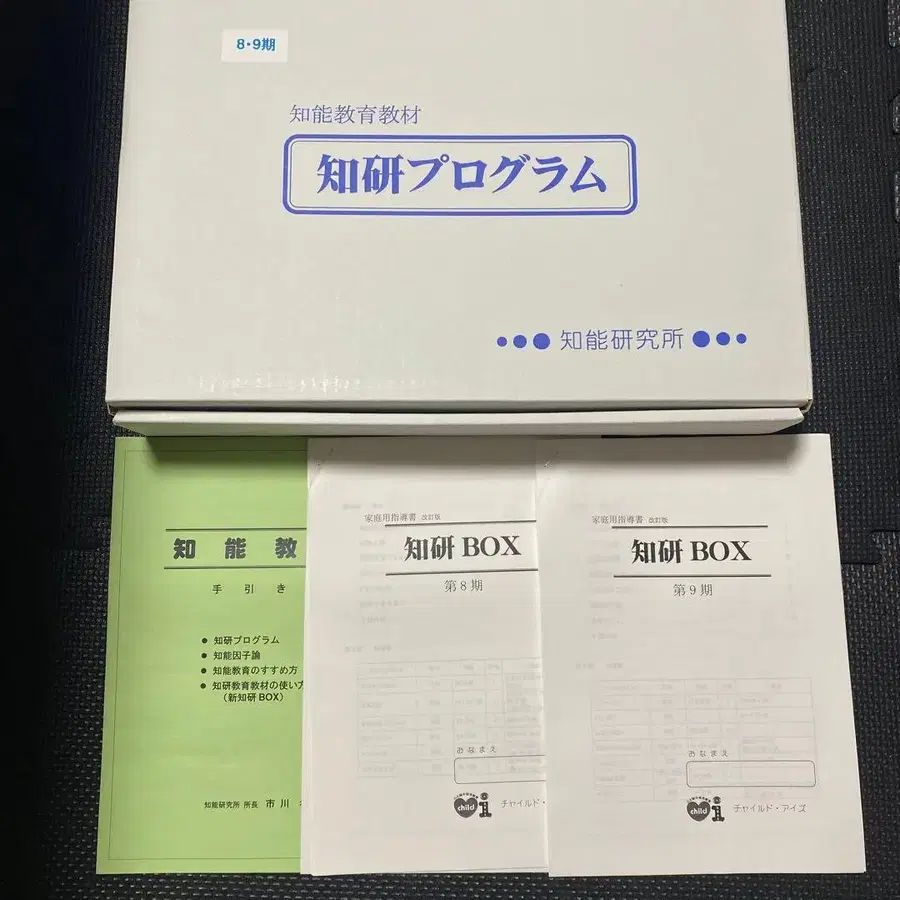 8・9期
知能教育教材
知研プログラム
知能研究所
知能教
手引き
● 知研プログラム
● 知能因子論
● 知能教育のすすめ方
● 知研教育教材の使い方
（新知研BOX）
知能研究所 所長 市川
家庭用指導書 改訂版
知研 BOX
第8期
おなまえ
child i
チャイルド・
家庭用指導書 改訂版
知研 BOX
第9期
おなまえ
child i
チャイルド・アイズ